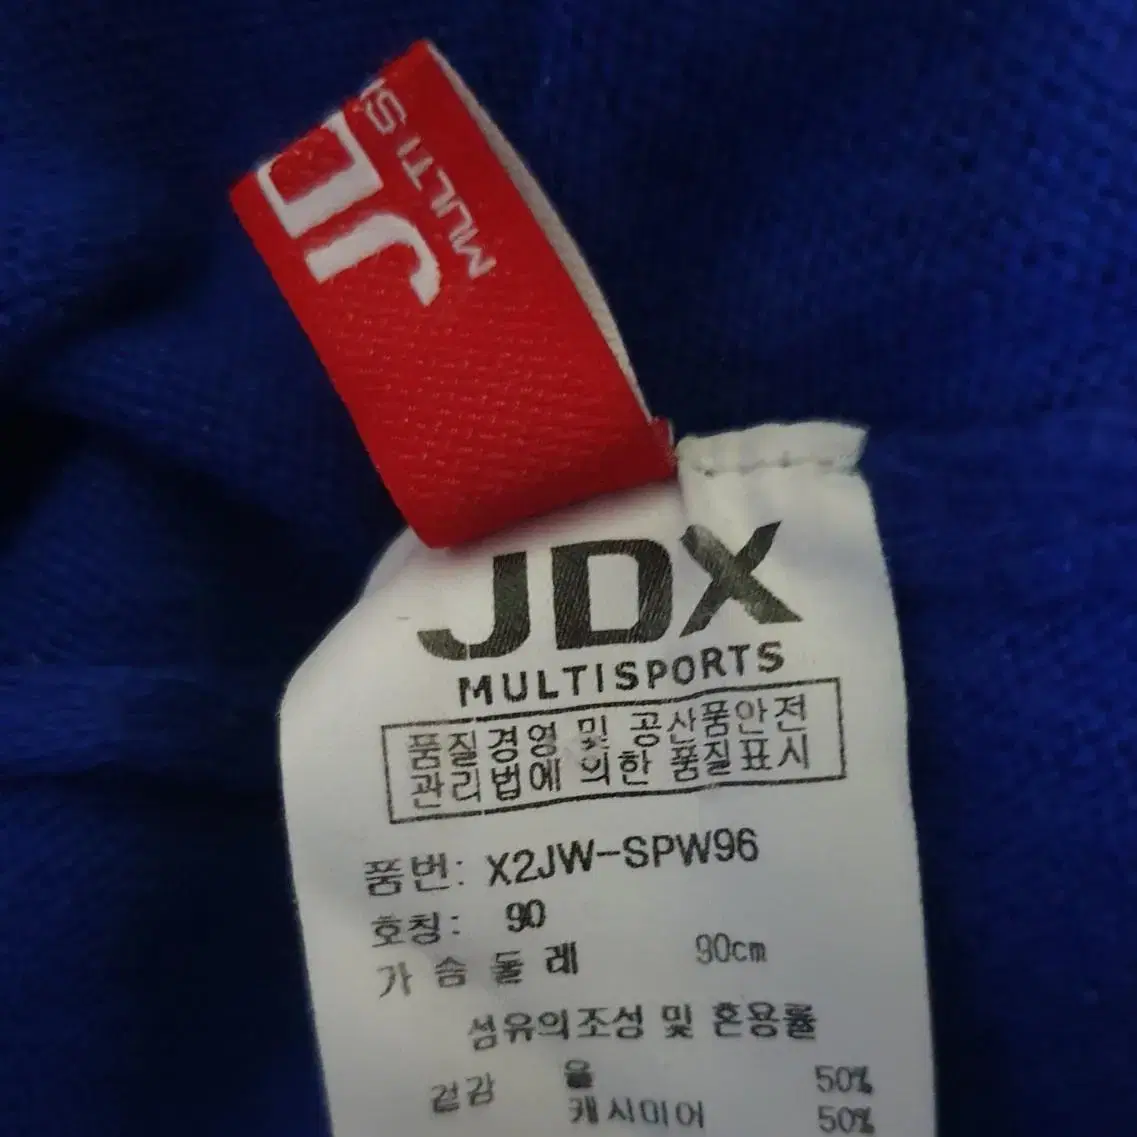 JD
MULTI S
JDX
MULTISPORTS
품질경영 및 공산품안전
관리법에 의한 품질표시
품번: X2JW-SPW96
호칭: 90
가슴둘레 90cm
섬유의조성 및 혼용률
겉감 울 50%
캐시미어 50%